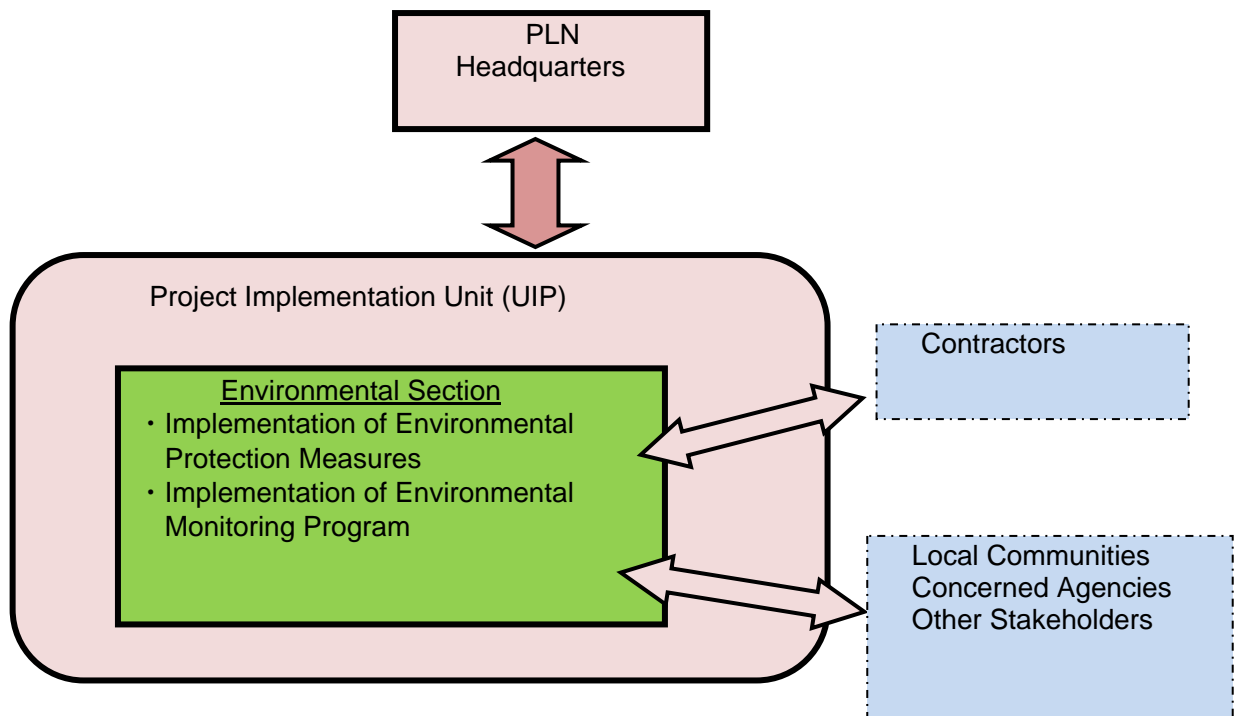 PLN
Headquarters
Project Implementation Unit (UIP)
Environmental Section
・Implementation of Environmental
Protection Measures
・Implementation of Environmental
Monitoring Program
Contractors
Local Communities
Concerned Agencies
Other Stakeholders